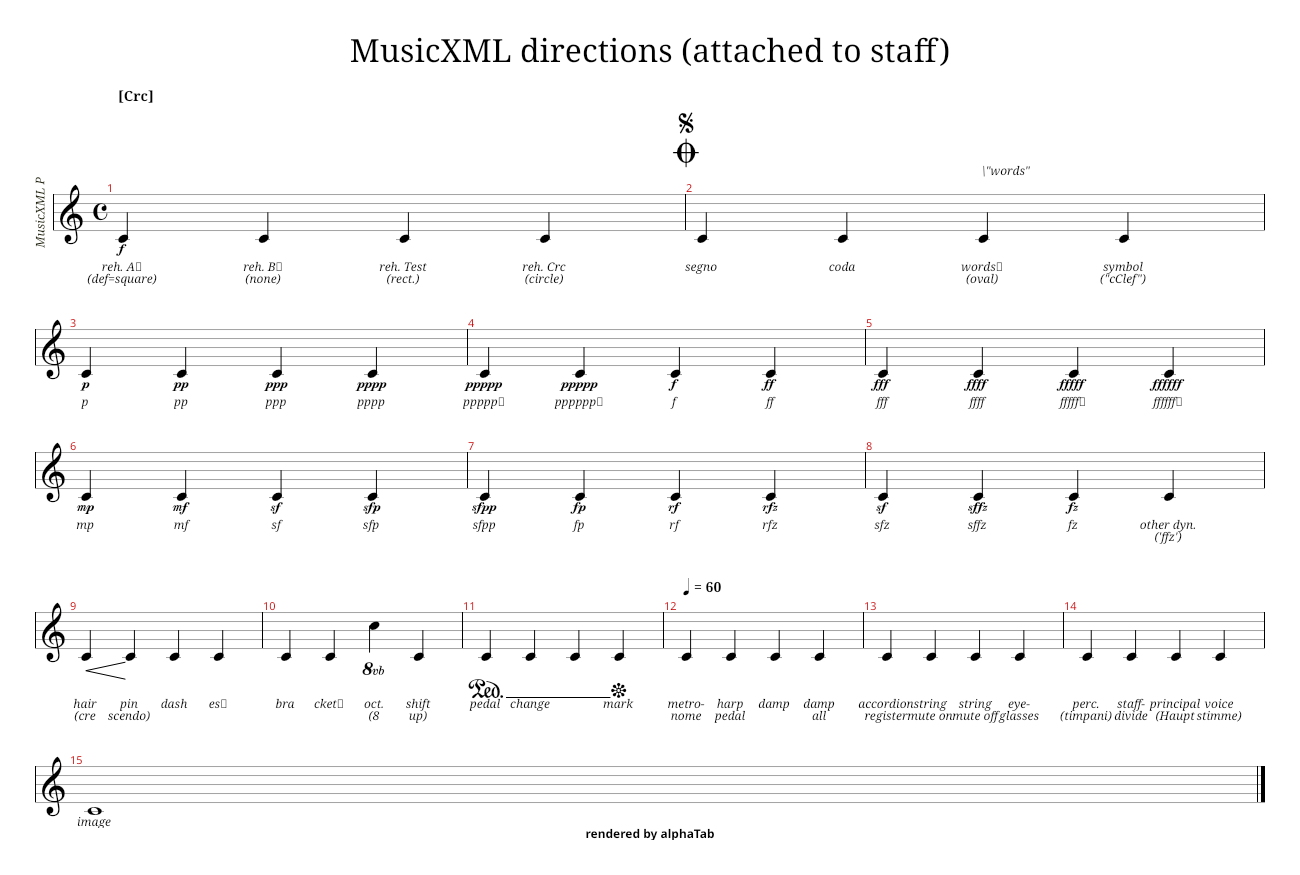 MusicXML directions (attached to staff)
[Crc]
\"words"
MusicXML P
1 2
f
reh. A▯ reh. B▯ reh. Test reh. Crc segno coda words▯ symbol
(def=square) (none) (rect.) (circle) (oval) ("cClef")
3 4 5
p pp ppp pppp ppppp ppppp f ff fff ffff fffff ffffff
p pp ppp pppp ppppp▯ pppppp▯ f ff fff ffff fffff▯ ffffff▯
6 7 8
mp mf sf sfp sfpp fp rf rfz sf sffz fz
mp mf sf sfp sfpp fp rf rfz sfz sffz fz other dyn.
('ffz')
♩ = 60
9 10 11 12 13 14
8vb
Ped.
hair pin dash es▯ bra cket▯ oct. shift pedal change mark metro- harp damp damp accordion string string eye- perc. staff- principal voice
(cre scendo) (8 up) nome pedal all register mute on mute off glasses (timpani) divide (Haupt stimme)
15
image
rendered by alphaTab